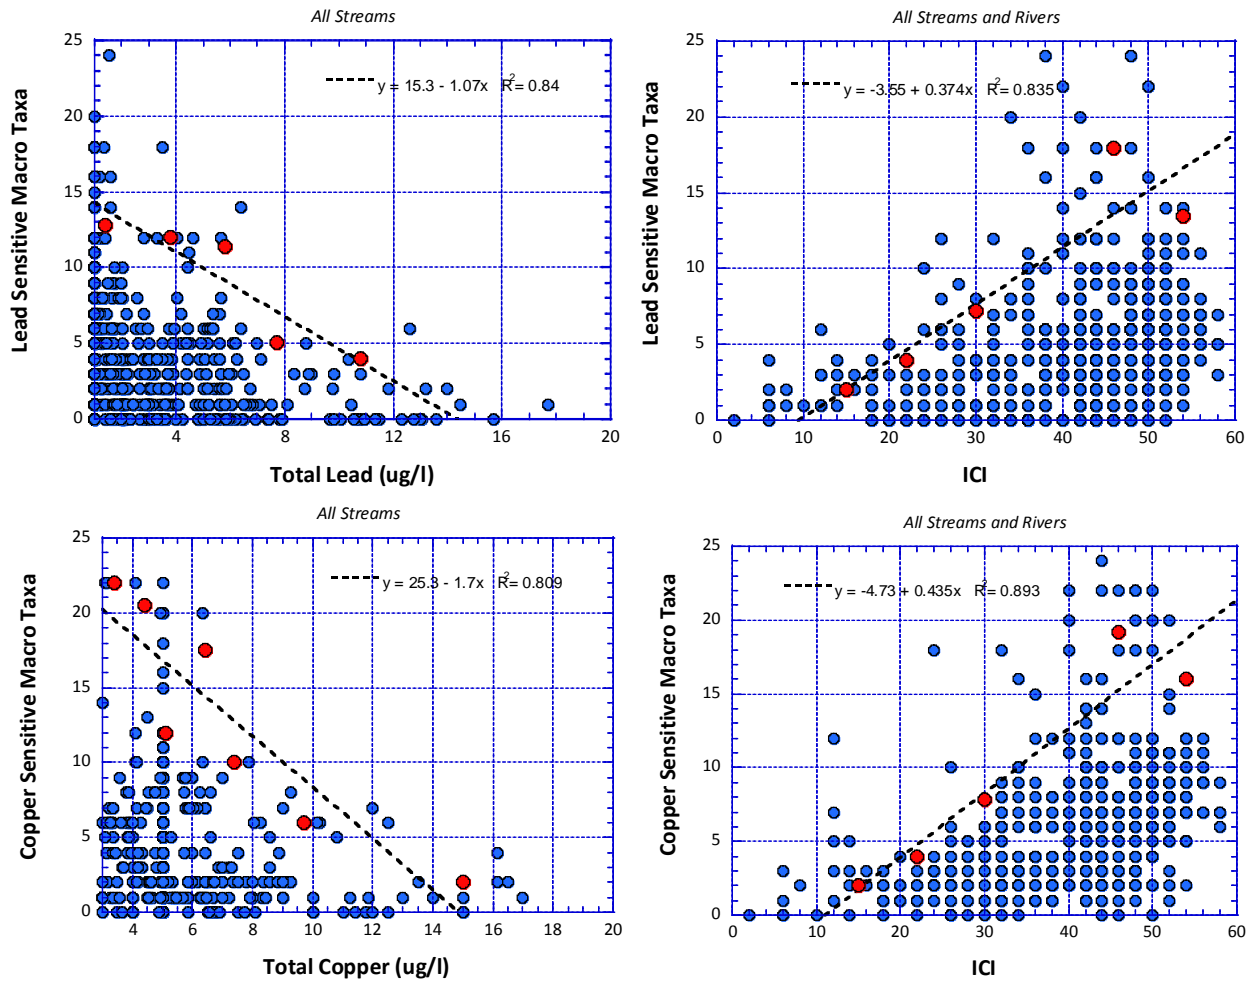 All Streams
All Streams and Rivers
25
20
15
10
5
0
Lead Sensitive Macro Taxa
y = 15.3 - 1.07x R2= 0.84
4 8 12 16 20
Total Lead (ug/l)
25
20
15
10
5
0
Lead Sensitive Macro Taxa
y = -3.55 + 0.374x R2= 0.835
0 10 20 30 40 50 60
ICI
All Streams
All Streams and Rivers
25
20
15
10
5
0
Copper Sensitive Macro Taxa
y = 25.3 - 1.7x R2= 0.809
4 6 8 10 12 14 16 18 20
Total Copper (ug/l)
25
20
15
10
5
0
Copper Sensitive Macro Taxa
y = -4.73 + 0.435x R2= 0.893
0 10 20 30 40 50 60
ICI